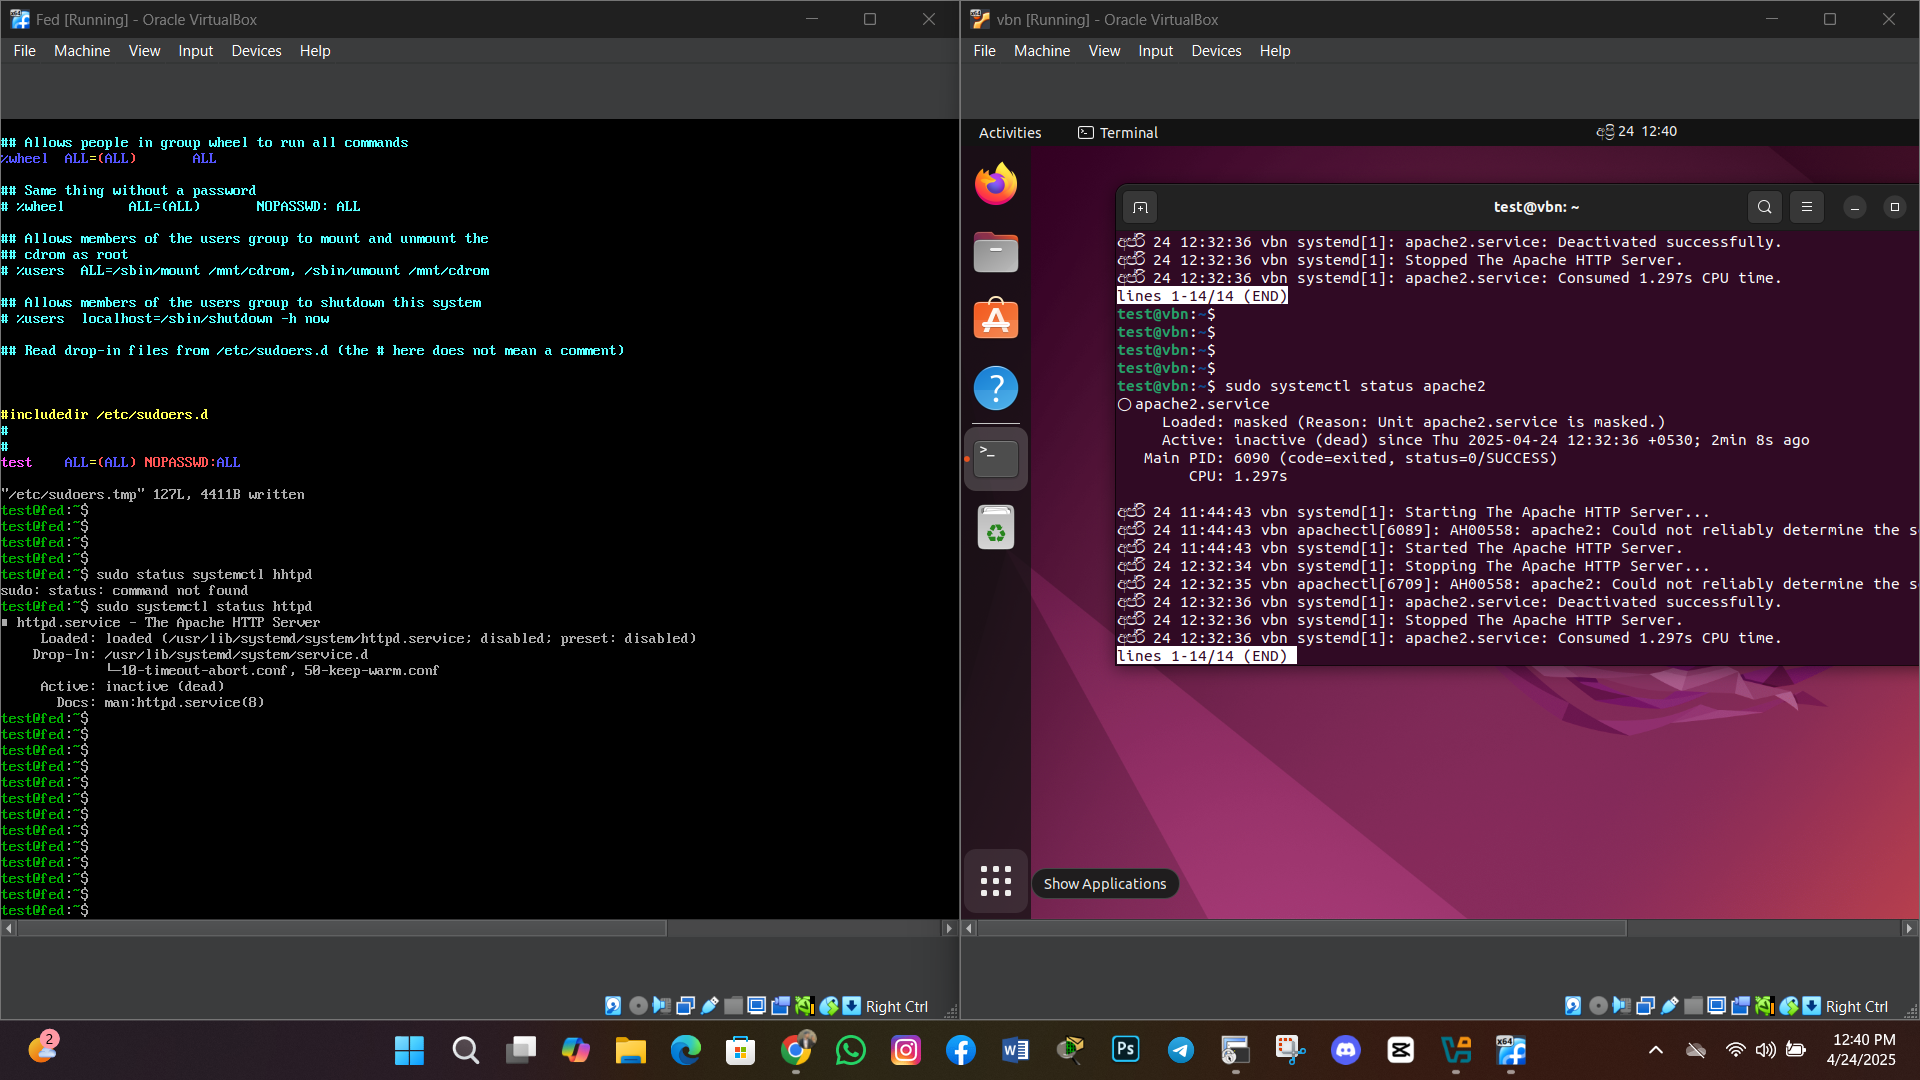 Fed [Running] - Oracle VirtualBox
File Machine View Input Devices Help
## Allows people in group wheel to run all commands
%wheel ALL=(ALL) ALL
## Same thing without a password
# %wheel ALL=(ALL) NOPASSWD: ALL
## Allows members of the users group to mount and unmount the
## cdrom as root
# %users ALL=/sbin/mount /mnt/cdrom, /sbin/umount /mnt/cdrom
## Allows members of the users group to shutdown this system
# %users localhost=/sbin/shutdown -h now
## Read drop-in files from /etc/sudoers.d (the # here does not mean a comment)
#includedir /etc/sudoers.d
#
#
test ALL=(ALL) NOPASSWD:ALL
"/etc/sudoers.tmp" 127L, 4411B written
test@fed:~$
test@fed:~$
test@fed:~$
test@fed:~$
test@fed:~$ sudo status systemctl hhtpd
sudo: status: command not found
test@fed:~$ sudo systemctl status httpd
httpd.service - The Apache HTTP Server
Loaded: loaded (/usr/lib/systemd/system/httpd.service; disabled; preset: disabled)
Drop-In: /usr/lib/systemd/system/service.d
└─10-timeout-abort.conf, 50-keep-warm.conf
Active: inactive (dead)
Docs: man:httpd.service(8)
test@fed:~$
test@fed:~$
test@fed:~$
test@fed:~$
test@fed:~$
test@fed:~$
test@fed:~$
test@fed:~$
test@fed:~$
test@fed:~$
test@fed:~$
test@fed:~$
test@fed:~$
Right Ctrl
vbn [Running] - Oracle VirtualBox
File Machine View Input Devices Help
Activities Terminal
24 12:40
test@vbn: ~
24 12:32:36 vbn systemd[1]: apache2.service: Deactivated successfully.
24 12:32:36 vbn systemd[1]: Stopped The Apache HTTP Server.
24 12:32:36 vbn systemd[1]: apache2.service: Consumed 1.297s CPU time.
lines 1-14/14 (END)
test@vbn:~$
test@vbn:~$
test@vbn:~$
test@vbn:~$
test@vbn:~$ sudo systemctl status apache2
○ apache2.service
Loaded: masked (Reason: Unit apache2.service is masked.)
Active: inactive (dead) since Thu 2025-04-24 12:32:36 +0530; 2min 8s ago
Main PID: 6090 (code=exited, status=0/SUCCESS)
CPU: 1.297s
24 11:44:43 vbn systemd[1]: Starting The Apache HTTP Server...
24 11:44:43 vbn apachectl[6089]: AH00558: apache2: Could not reliably determine the s
24 11:44:43 vbn systemd[1]: Started The Apache HTTP Server.
24 12:32:34 vbn systemd[1]: Stopping The Apache HTTP Server...
24 12:32:35 vbn apachectl[6709]: AH00558: apache2: Could not reliably determine the s
24 12:32:36 vbn systemd[1]: apache2.service: Deactivated successfully.
24 12:32:36 vbn systemd[1]: Stopped The Apache HTTP Server.
24 12:32:36 vbn systemd[1]: apache2.service: Consumed 1.297s CPU time.
lines 1-14/14 (END)
Show Applications
Right Ctrl
2
Ps
12:40 PM
4/24/2025